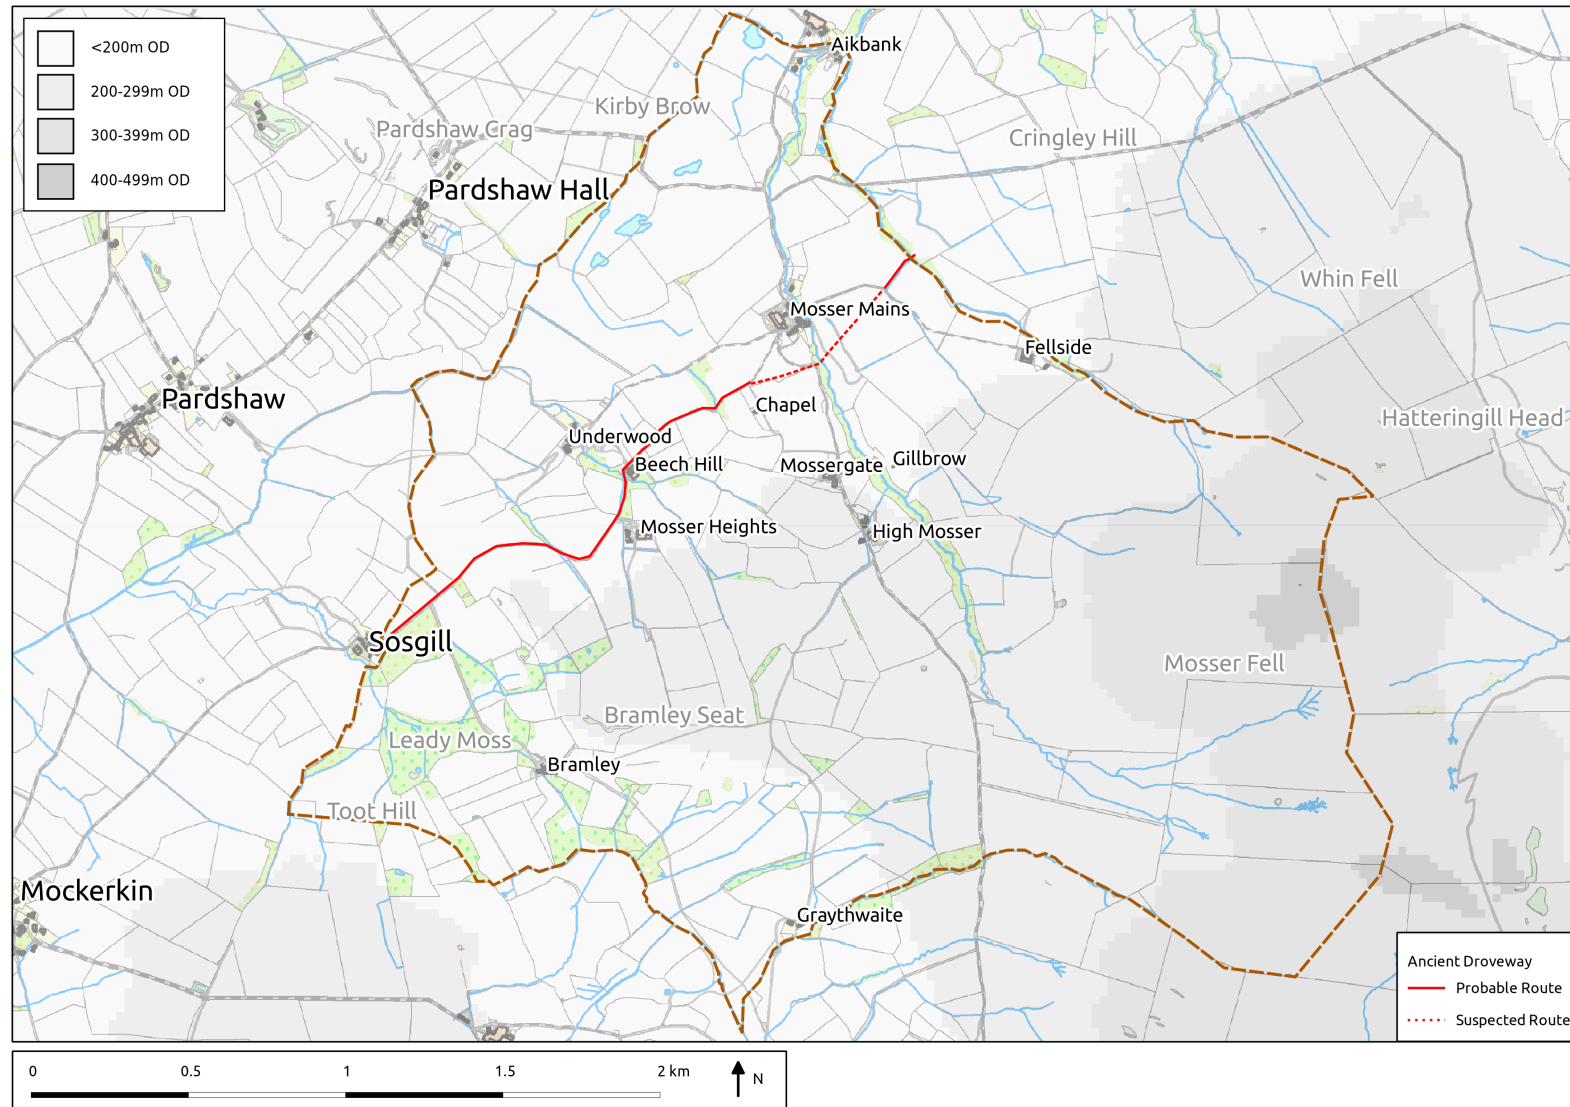 <200m OD
200-299m OD
300-399m OD
400-499m OD
Aikbank
Kirby Brow
Pardshaw Crag
Cringley Hill
Pardshaw Hall
Whin Fell
Mosser Mains
Fellside
Pardshaw
Chapel
Hatteringill Head
Underwood
Beech Hill
Mossergate
Gillbrow
Mosser Heights
High Mosser
Sosgill
Mosser Fell
Bramley Seat
Leady Moss
Bramley
Toot Hill
Mockerkin
Graythwaite
Ancient Droveway
Probable Route
Suspected Route
0 0.5 1 1.5 2 km
N